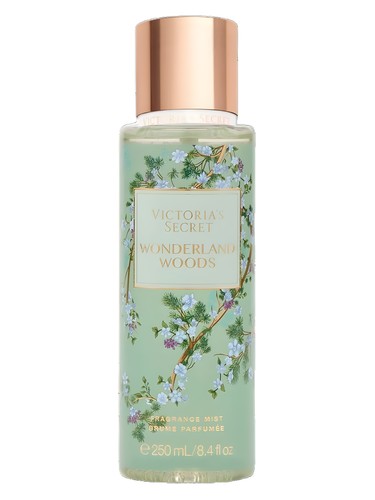 VICTORIA'S
SECRET
WONDERLAND
WOODS
FRAGRANCE MIST
BRUME PARFUMÉE
℮ 250 mL/8.4 fl oz